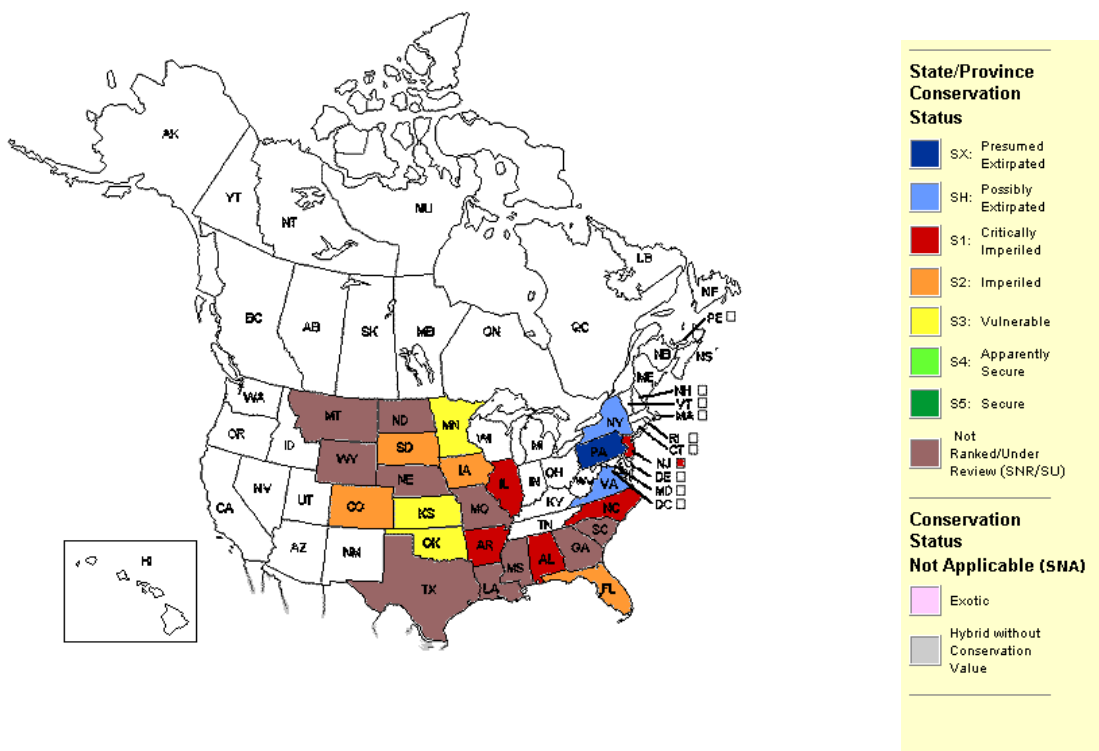 AK
YT
NT
NU
LB
NF
PE
BC
AB
SK
MB
ON
QC
NB
NS
ME
NH
VT
MA
WA
MT
ND
MN
WI
MI
NY
RI
CT
OR
ID
SD
PA
NJ
DE
MD
DC
WY
IA
NE
IL
IN
OH
WV
VA
NV
UT
CO
KS
MO
KY
NC
CA
AZ
NM
OK
AR
TN
SC
MS
AL
GA
TX
LA
FL
HI
State/Province
Conservation
Status
SX: Presumed
Extirpated
SH: Possibly
Extirpated
S1: Critically
Imperiled
S2: Imperiled
S3: Vulnerable
S4: Apparently
Secure
S5: Secure
Not
Ranked/Under
Review (SNR/SU)
Conservation
Status
Not Applicable (SNA)
Exotic
Hybrid without
Conservation
Value